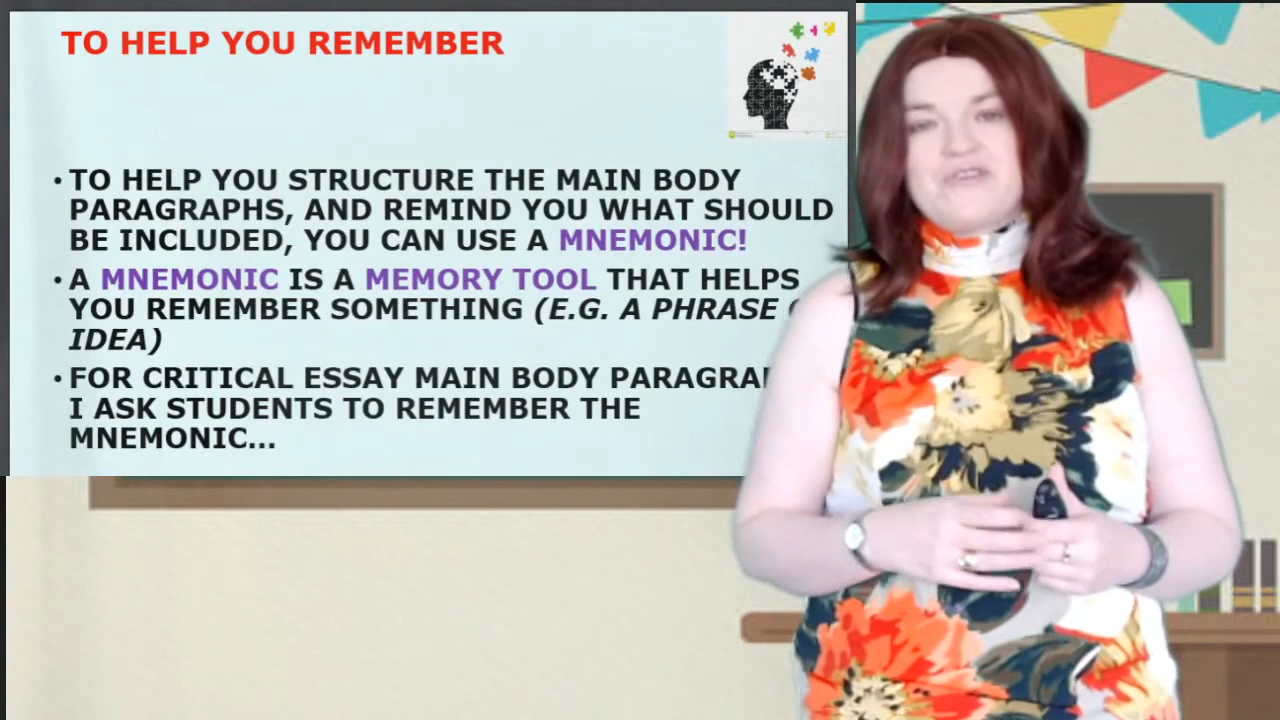 TO HELP YOU REMEMBER
• TO HELP YOU STRUCTURE THE MAIN BODY
PARAGRAPHS, AND REMIND YOU WHAT SHOULD
BE INCLUDED, YOU CAN USE A MNEMONIC!
• A MNEMONIC IS A MEMORY TOOL THAT HELPS
YOU REMEMBER SOMETHING (E.G. A PHRASE
IDEA)
• FOR CRITICAL ESSAY MAIN BODY
I ASK STUDENTS TO REMEMBER THE
MNEMONIC...